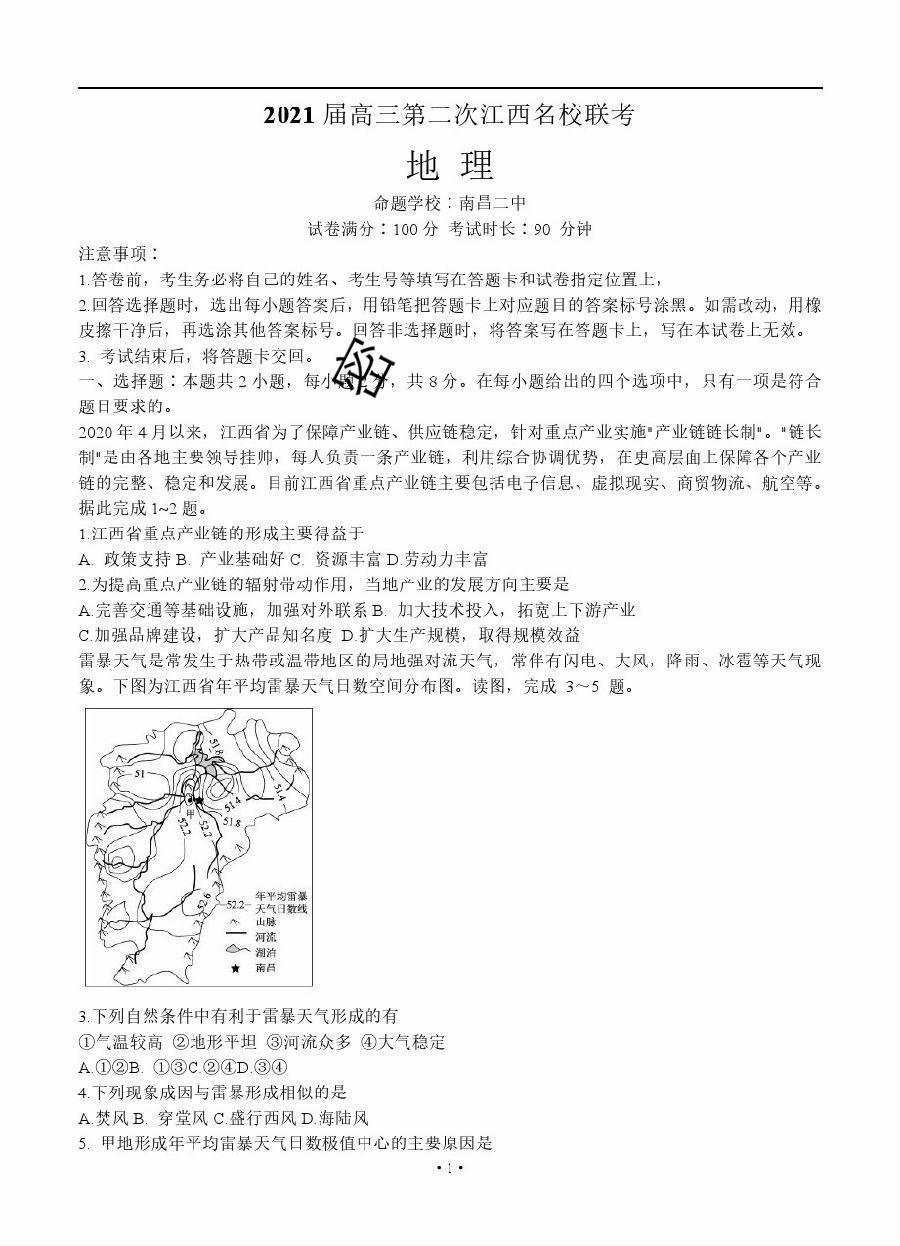 2021 届高三第二次江西名校联考
地 理
命题学校：南昌二中
试卷满分：100 分 考试时长：90 分钟
注意事项：
1.答卷前，考生务必将自己的姓名、考生号等填写在答题卡和试卷指定位置上，
2.回答选择题时，选出每小题答案后，用铅笔把答题卡上对应题目的答案标号涂黑。如需改动，用橡
皮擦干净后，再选涂其他答案标号。回答非选择题时，将答案写在答题卡上，写在本试卷上无效。
3. 考试结束后，将答题卡交回。
密
一、选择题：本题共 2 小题，每小题 分，共 8 分。在每小题给出的四个选项中，只有一项是符合
题目要求的。
2020 年 4 月以来，江西省为了保障产业链、供应链稳定，针对重点产业实施"产业链链长制"。"链长
制"是由各地主要领导挂帅，每人负责一条产业链，利用综合协调优势，在更高层面上保障各个产业
链的完整、稳定和发展。目前江西省重点产业链主要包括电子信息、虚拟现实、商贸物流、航空等。
据此完成 1~2 题。
1.江西省重点产业链的形成主要得益于
A. 政策支持 B. 产业基础好 C. 资源丰富 D.劳动力丰富
2.为提高重点产业链的辐射带动作用，当地产业的发展方向主要是
A.完善交通等基础设施，加强对外联系 B. 加大技术投入，拓宽上下游产业
C.加强品牌建设，扩大产品知名度 D.扩大生产规模，取得规模效益
雷暴天气是常发生于热带或温带地区的局地强对流天气，常伴有闪电、大风，降雨、冰雹等天气现
象。下图为江西省年平均雷暴天气日数空间分布图。读图，完成 3～5 题。
51.8
51
51.4
51.4
甲
52.2
52.2
51.8
52.6
52.2 年平均雷暴
天气日数线
山脉
河流
湖泊
南昌
3.下列自然条件中有利于雷暴天气形成的有
①气温较高 ②地形平坦 ③河流众多 ④大气稳定
A.①②B. ①③C.②④D.③④
4.下列现象成因与雷暴形成相似的是
A.焚风 B. 穿堂风 C.盛行西风 D.海陆风
5. 甲地形成年平均雷暴天气日数极值中心的主要原因是
• 1 •